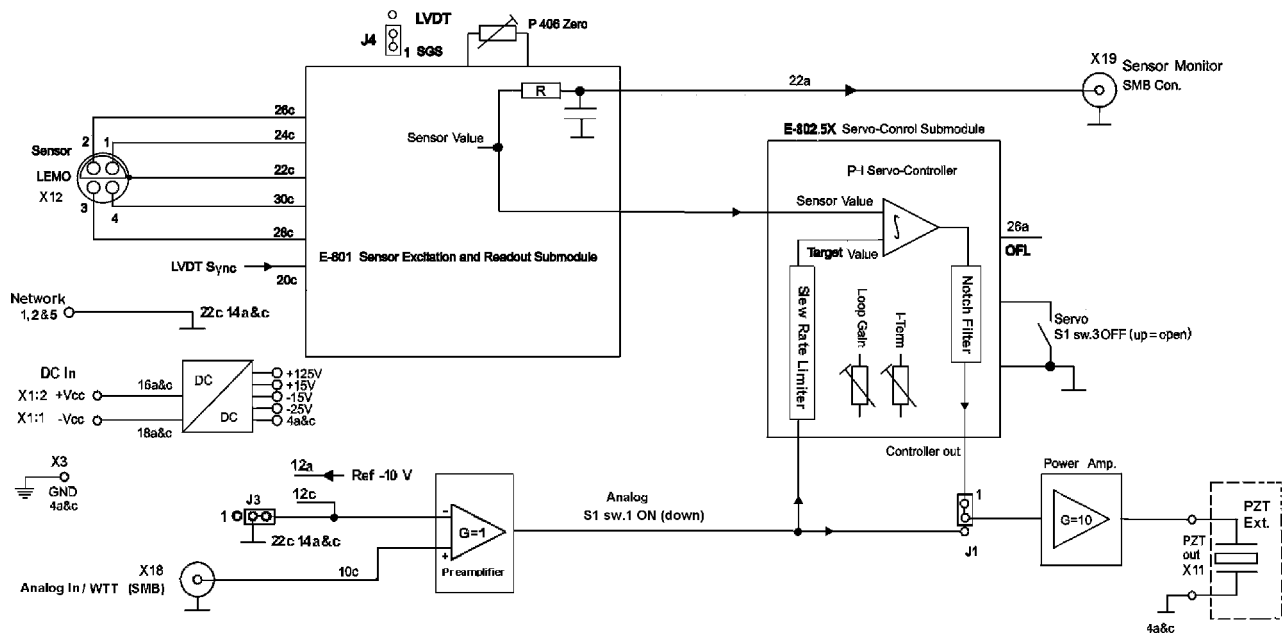 LVDT
J4
1 SGS
P 406 Zero
R
22a
X19
Sensor Monitor
SMB Con.
26c
24c
22c
30c
28c
2
1
Sensor
LEMO
X12
3
4
Sensor Value
E-801 Sensor Excitation and Readout Submodule
LVDT Sync
20c
E-802.5X Servo-Conrol Submodule
P-I Servo-Controller
Sensor Value
∫
Target Value
26a
OFL
Slew Rate Limiter
Loop Gain
I-Term
Notch Filter
Servo
S1 sw.3OFF (up = open)
Network
1,2&5
22c 14a&c
DC In
X1:2 +Vcc
16a&c
X1:1 -Vcc
18a&c
DC
DC
+125V
+15V
-15V
-25V
4a&c
X3
GND
4a&c
12a
Ref -10 V
12c
J3
1
22c 14a&c
-
G=1
+
Preamplifier
X18
Analog In / WTT (SMB)
10c
Analog
S1 sw.1 ON (down)
Controller out
1
J1
Power Amp.
G=10
PZT
Ext.
PZT
out
X11
4a&c